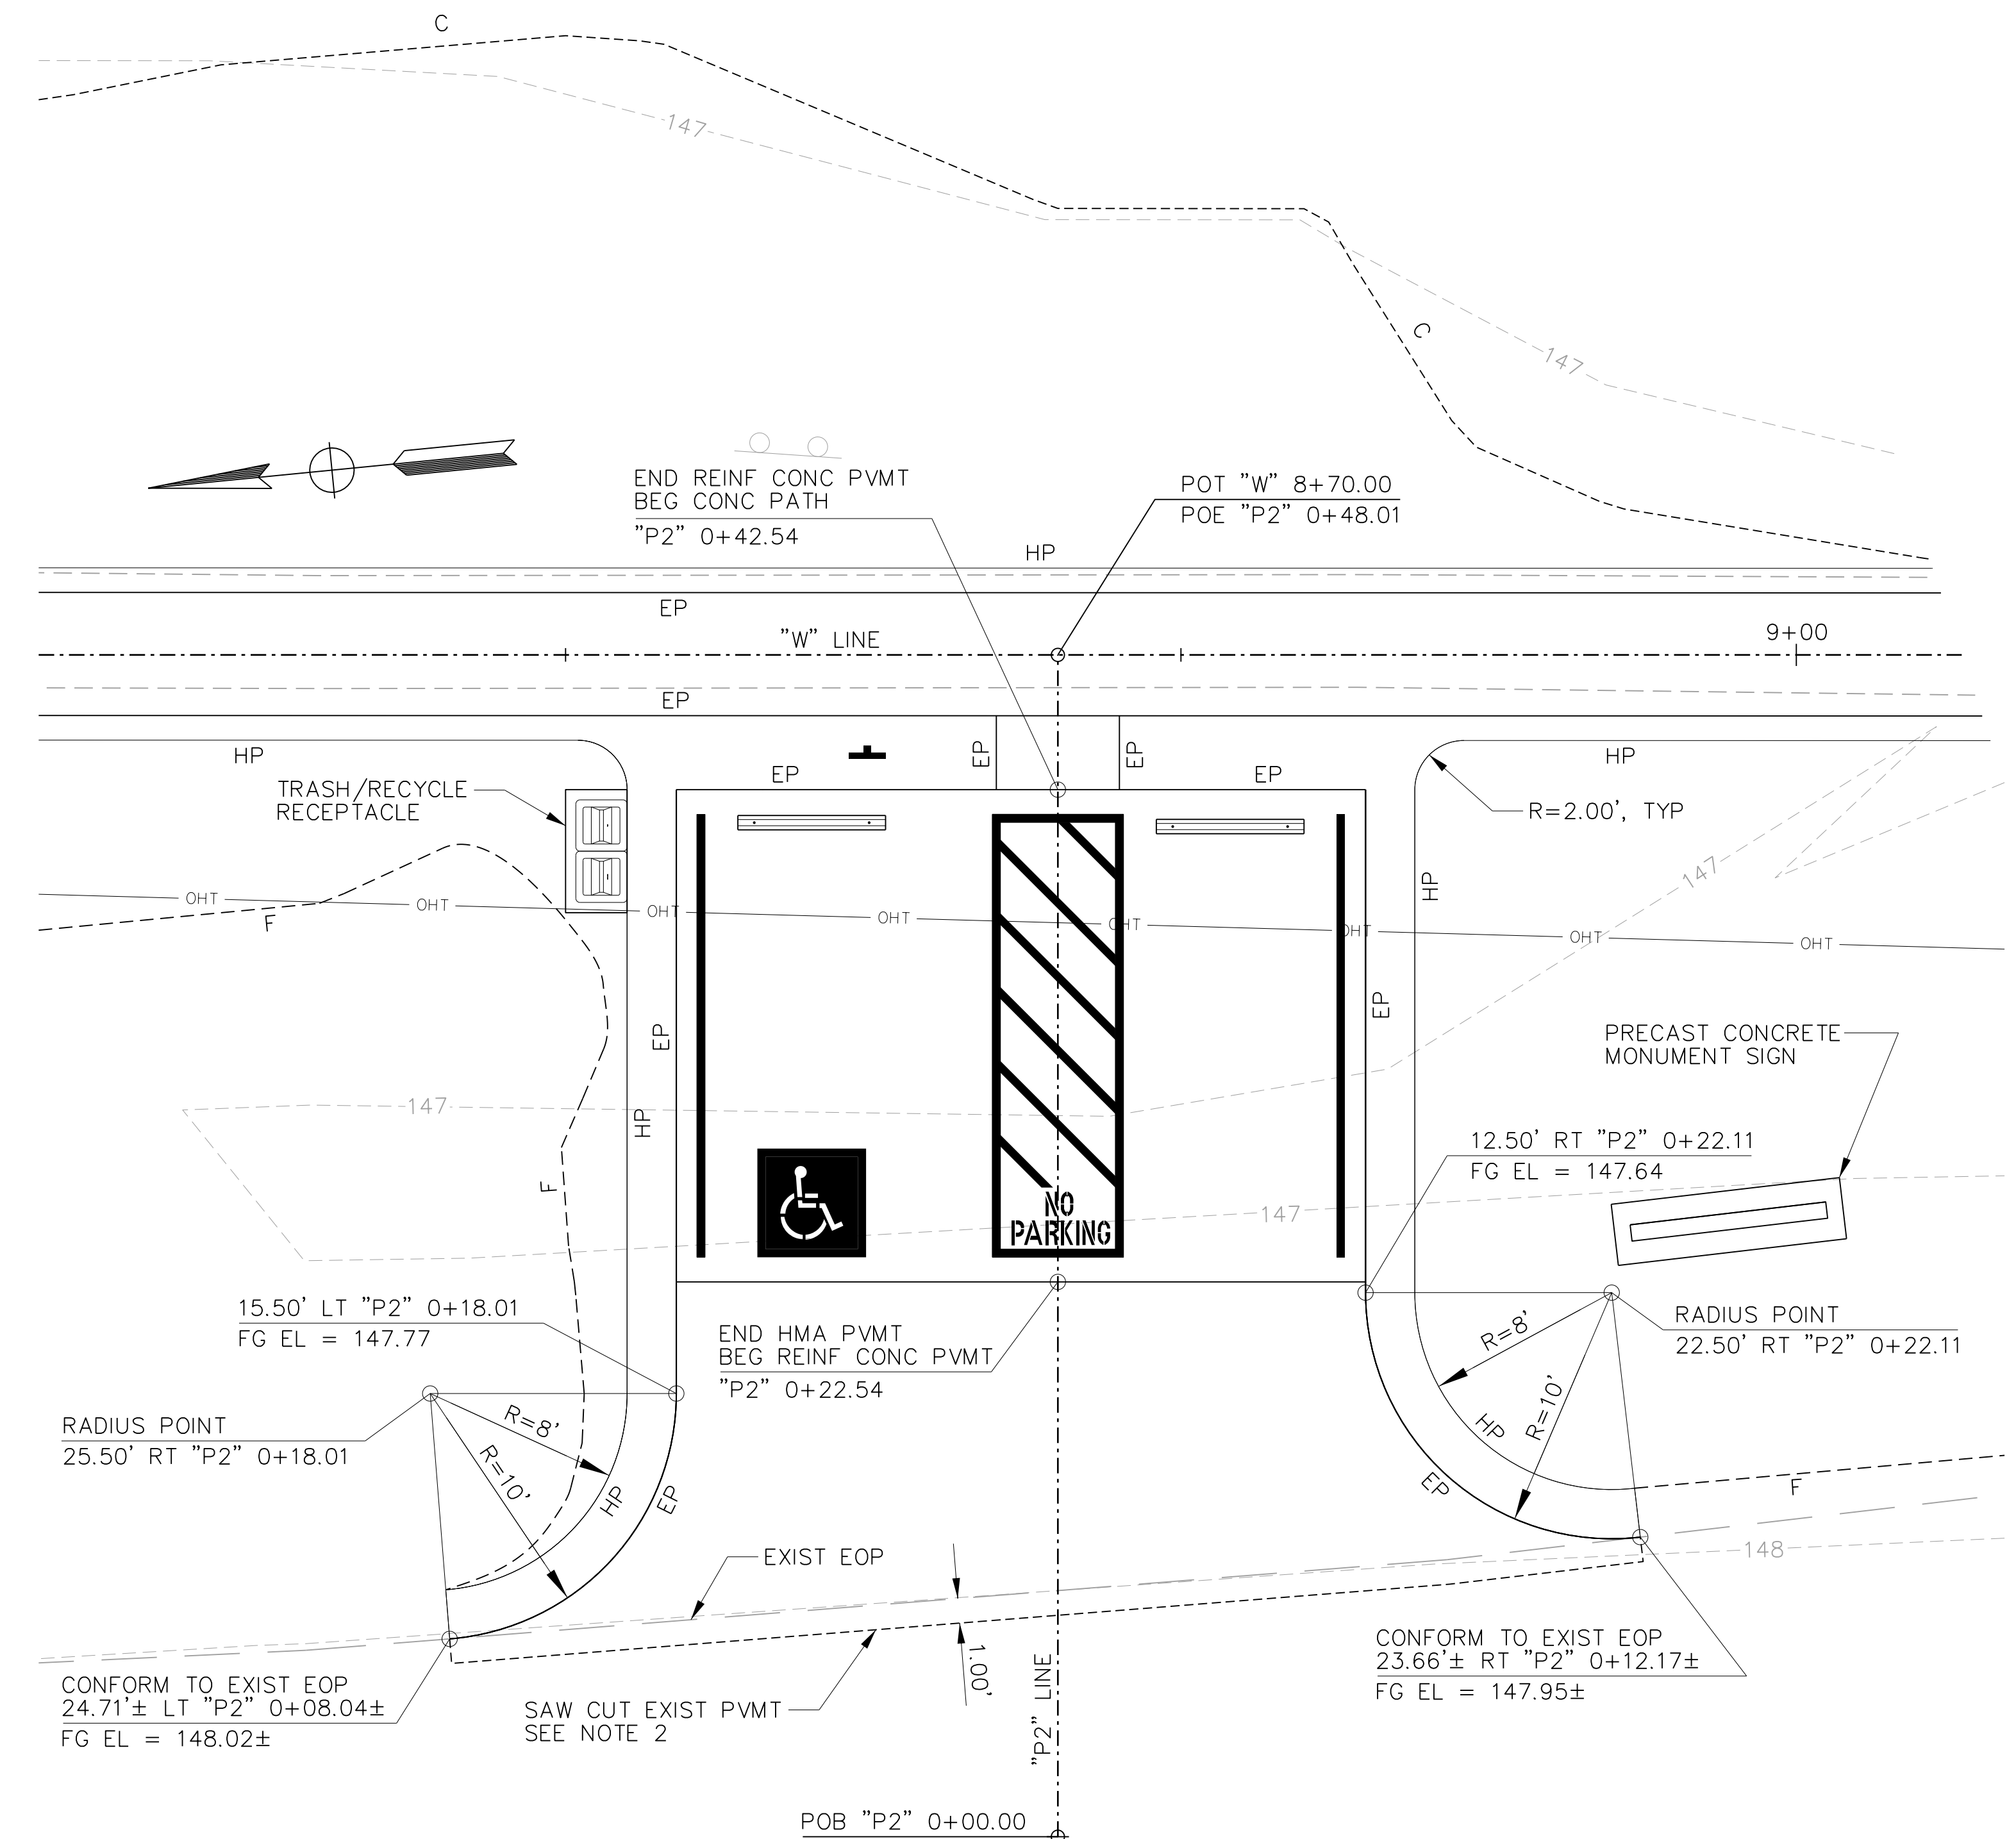 C
147
C
147
END REINF CONC PVMT
BEG CONC PATH
"P2" 0+42.54
POT "W" 8+70.00
POE "P2" 0+48.01
HP
EP
"W" LINE
9+00
EP
HP
EP
EP
EP
EP
HP
TRASH/RECYCLE
RECEPTACLE
R=2.00', TYP
147
HP
OHT
OHT
OHT
OHT
OHT
OHT
OHT
OHT
F
EP
EP
PRECAST CONCRETE
MONUMENT SIGN
147
HP
12.50' RT "P2" 0+22.11
FG EL = 147.64
F
NO
PARKING
147
15.50' LT "P2" 0+18.01
FG EL = 147.77
END HMA PVMT
BEG REINF CONC PVMT
"P2" 0+22.54
R=8'
RADIUS POINT
22.50' RT "P2" 0+22.11
RADIUS POINT
25.50' RT "P2" 0+18.01
R=8'
R=10'
R=10'
HP
HP
EP
EP
F
EXIST EOP
148
1.00'
CONFORM TO EXIST EOP
24.71'± LT "P2" 0+08.04±
FG EL = 148.02±
SAW CUT EXIST PVMT
SEE NOTE 2
"P2" LINE
CONFORM TO EXIST EOP
23.66'± RT "P2" 0+12.17±
FG EL = 147.95±
POB "P2" 0+00.00